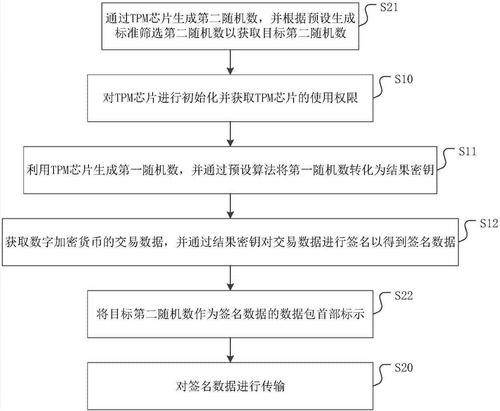 S21
通过TPM芯片生成第二随机数，并根据预设生成
标准筛选第二随机数以获取目标第二随机数
S10
对TPM芯片进行初始化并获取TPM芯片的使用权限
S11
利用TPM芯片生成第一随机数，并通过预设算法将第一随机数转化为结果密钥
S12
获取数字加密货币的交易数据，并通过结果密钥对交易数据进行签名以得到签名数据
S22
将目标第二随机数作为签名数据的数据包首部标示
S20
对签名数据进行传输